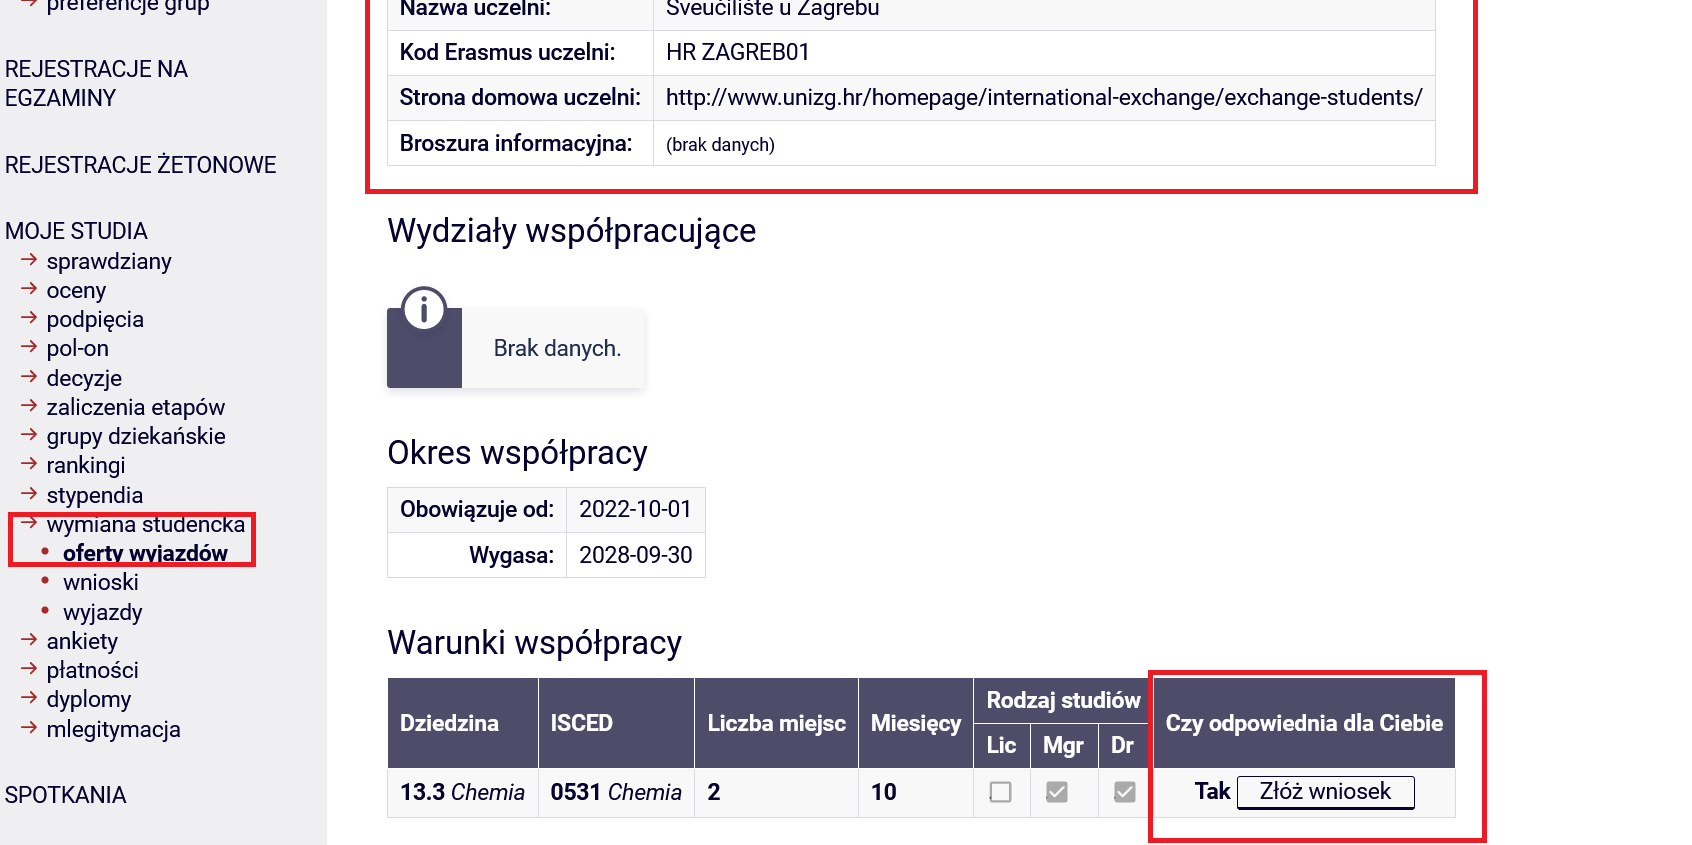 preferencje grup
REJESTRACJE NA
EGZAMINY
REJESTRACJE ŻETONOWE
MOJE STUDIA
sprawdziany
oceny
podpięcia
pol-on
decyzje
zaliczenia etapów
grupy dziekańskie
rankingi
stypendia
wymiana studencka
oferty wyjazdów
wnioski
wyjazdy
ankiety
płatności
dyplomy
mlegitymacja
SPOTKANIA
Nazwa uczelni: Sveučilište u Zagrebu
Kod Erasmus uczelni: HR ZAGREB01
Strona domowa uczelni: http://www.unizg.hr/homepage/international-exchange/exchange-students/
Broszura informacyjna: (brak danych)
Wydziały współpracujące
Brak danych.
Okres współpracy
Obowiązuje od: 2022-10-01
Wygasa: 2028-09-30
Warunki współpracy
Dziedzina ISCED Liczba miejsc Miesięcy Rodzaj studiów Czy odpowiednia dla Ciebie
Lic Mgr Dr
13.3 Chemia 0531 Chemia 2 10 Tak Złóż wniosek